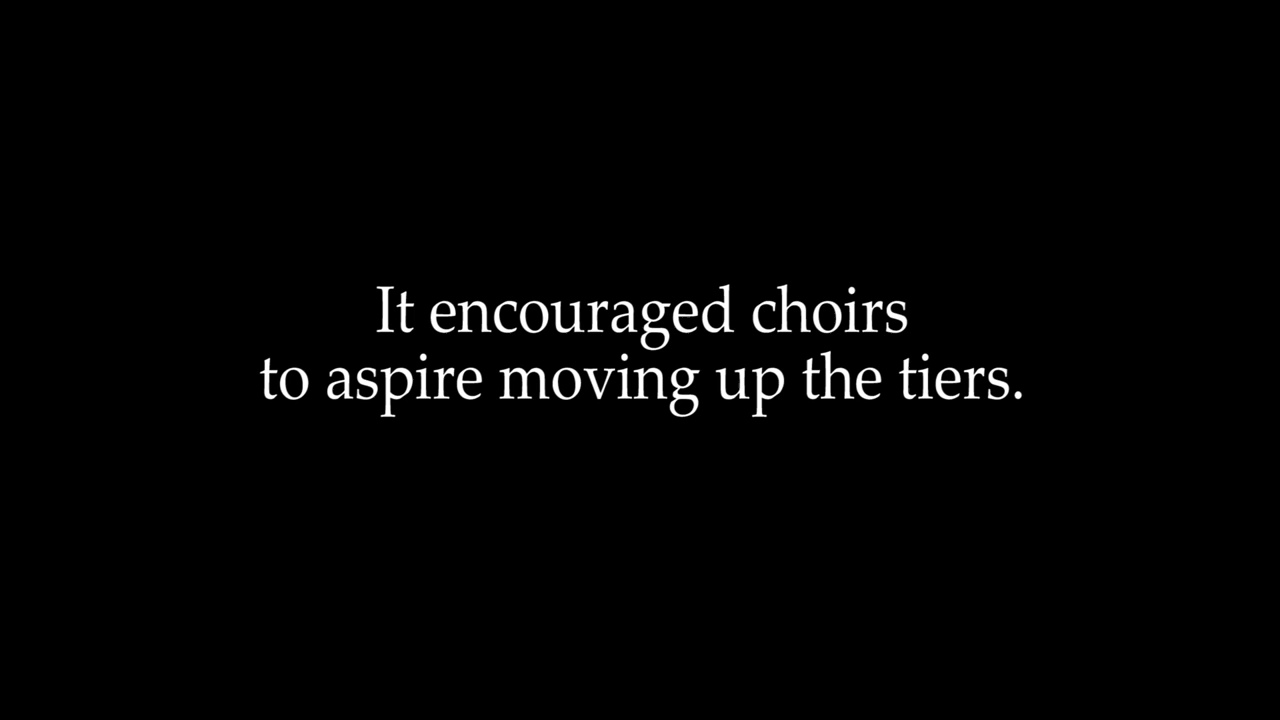 It encouraged choirs
to aspire moving up the tiers.